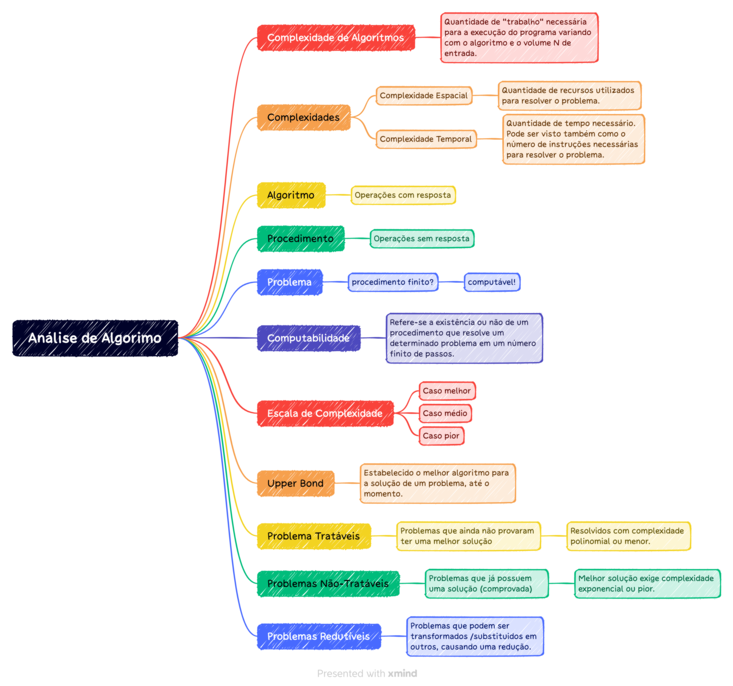 Complexidade de Algoritmos
Quantidade de "trabalho" necessária
para a execução do programa variando
com o algoritmo e o volume N de
entrada.
Complexidades
Complexidade Espacial
Quantidade de recursos utilizados
para resolver o problema.
Complexidade Temporal
Quantidade de tempo necessário.
Pode ser visto também como o
número de instruções necessárias
para resolver o problema.
Algoritmo
Operações com resposta
Procedimento
Operações sem resposta
Problema
procedimento finito?
computável!
Análise de Algorimo
Computabilidade
Refere-se a existência ou não de um
procedimento que resolve um
determinado problema em um número
finito de passos.
Escala de Complexidade
Caso melhor
Caso médio
Caso pior
Upper Bond
Estabelecido o melhor algoritmo para
a solução de um problema, até o
momento.
Problema Tratáveis
Problemas que ainda não provaram
ter uma melhor solução
Resolvidos com complexidade
polinomial ou menor.
Problemas Não-Tratáveis
Problemas que já possuem
uma solução (comprovada)
Melhor solução exige complexidade
exponencial ou pior.
Problemas Redutíveis
Problemas que podem ser
transformados /substituidos em
outros, causando uma redução.
Presented with xmind